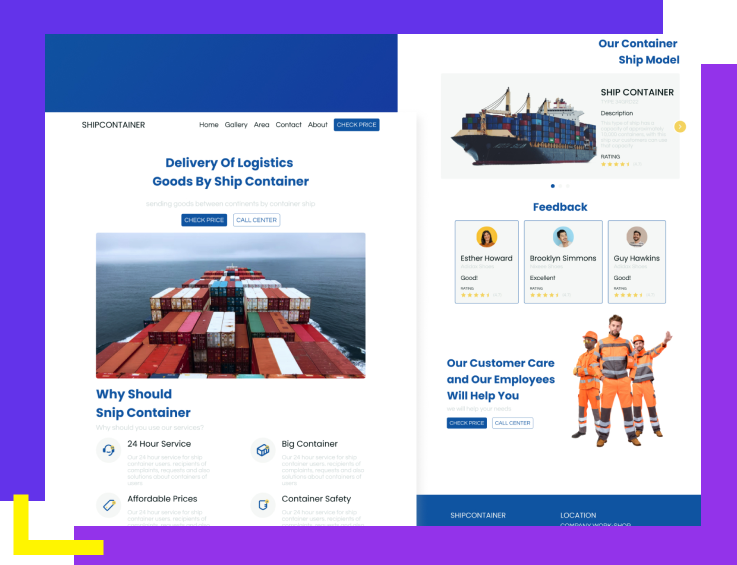 SHIPCONTAINER
Home Gallery Area Contact About CHECK PRICE
Delivery Of Logistics
Goods By Ship Container
sending goods between continents by container ship
CHECK PRICE CALL CENTER
Why Should
Snip Container
Why should you use our services?
24 Hour Service
Our 24 hour service for ship
container users, recipients of
complaints, requests and also
solutions about containers of
users
Big Container
Our 24 hour service for ship
container users, recipients of
complaints, requests and also
solutions about containers of
users
Affordable Prices
Our 24 hour service for ship
container users, recipients of
Container Safety
Our 24 hour service for ship
container users, recipients of
Our Container
Ship Model
SHIP CONTAINER
Description
RATING
Feedback
Esther Howard
Good!
RATING
Brooklyn Simmons
Excellent
RATING
Guy Hawkins
Good!
RATING
Our Customer Care
and Our Employees
Will Help You
we will help your needs
CHECK PRICE CALL CENTER
SHIPCONTAINER
LOCATION
COMPANY WORK-SHOP